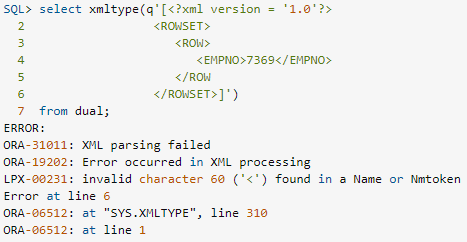 SQL> select xmltype(q'[<?xml version = '1.0'?>
2 <ROWSET>
3 <ROW>
4 <EMPNO>7369</EMPNO>
5 </ROW
6 </ROWSET>]')
7 from dual;
ERROR:
ORA-31011: XML parsing failed
ORA-19202: Error occurred in XML processing
LPX-00231: invalid character 60 ('<') found in a Name or Nmtoken
Error at line 6
ORA-06512: at "SYS.XMLTYPE", line 310
ORA-06512: at line 1